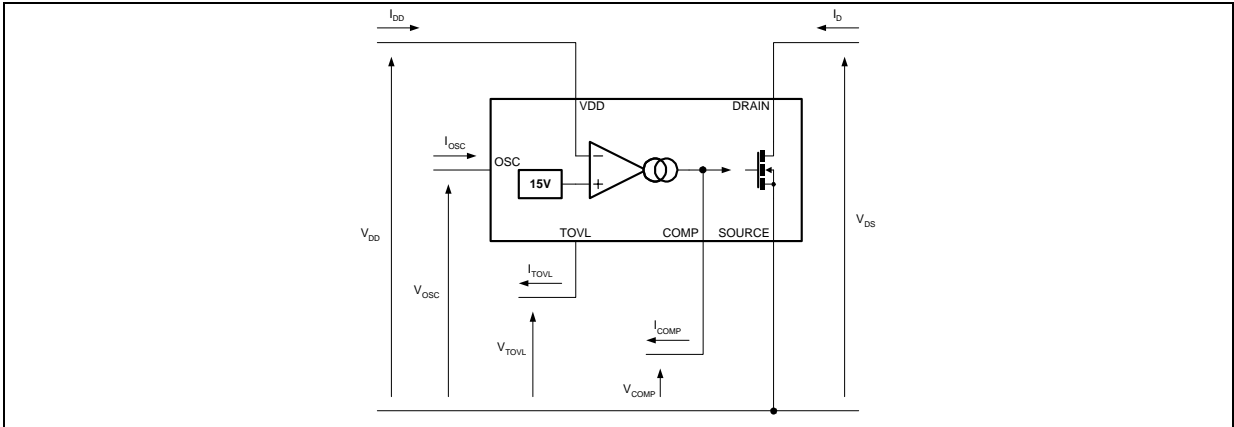 I_DD
I_D
VDD
DRAIN
I_OSC
OSC
15V
−
+
TOVL
COMP
SOURCE
V_DD
V_DS
I_TOVL
V_OSC
I_COMP
V_TOVL
V_COMP